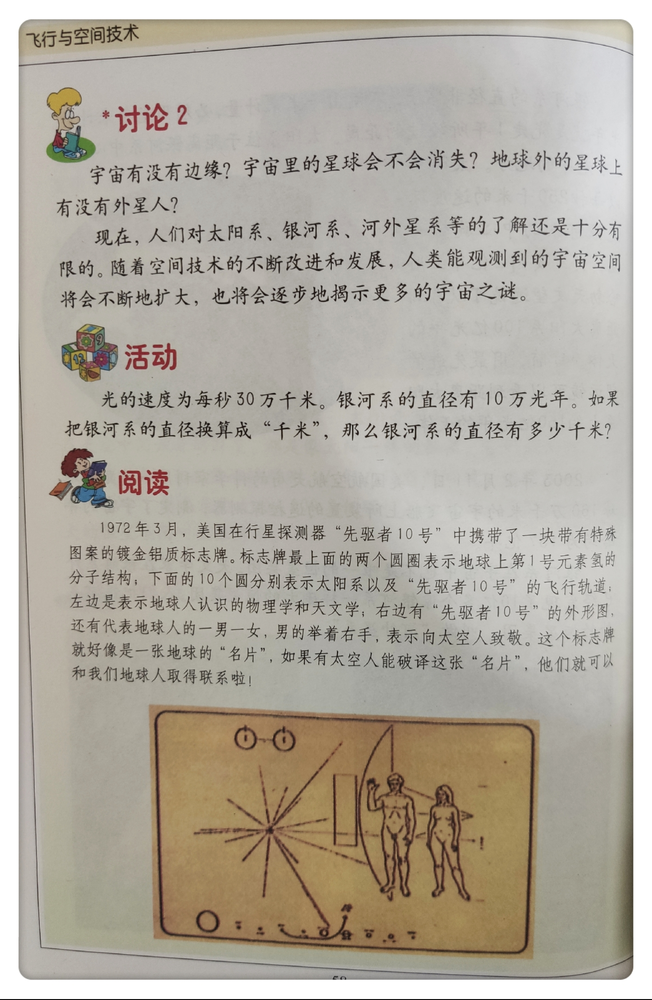 飞行与空间技术
*讨论2
宇宙有没有边缘？宇宙里的星球会不会消失？地球外的星球上
有没有外星人？
现在，人们对太阳系、银河系、河外星系等的了解还是十分有
限的。随着空间技术的不断改进和发展，人类能观测到的宇宙空间
将会不断地扩大，也将会逐步地揭示更多的宇宙之谜。
9
12
活动
光的速度为每秒30万千米。银河系的直径有10万光年。如果
把银河系的直径换算成“千米”，那么银河系的直径有多少千米？
阅读
1972年3月，美国在行星探测器“先驱者10号”中携带了一块带有特殊
图案的镀金铝质标志牌。标志牌最上面的两个圆圈表示地球上第1号元素氢的
分子结构；下面的10个圆分别表示太阳系以及“先驱者10号”的飞行轨道；
左边是表示地球人认识的物理学和天文学；右边有“先驱者10号”的外形图，
还有代表地球人的一男一女，男的举着右手，表示向太空人致敬。这个标志牌
就好像是一张地球的“名片”，如果有太空人能破译这张“名片”，他们就可以
和我们地球人取得联系啦！